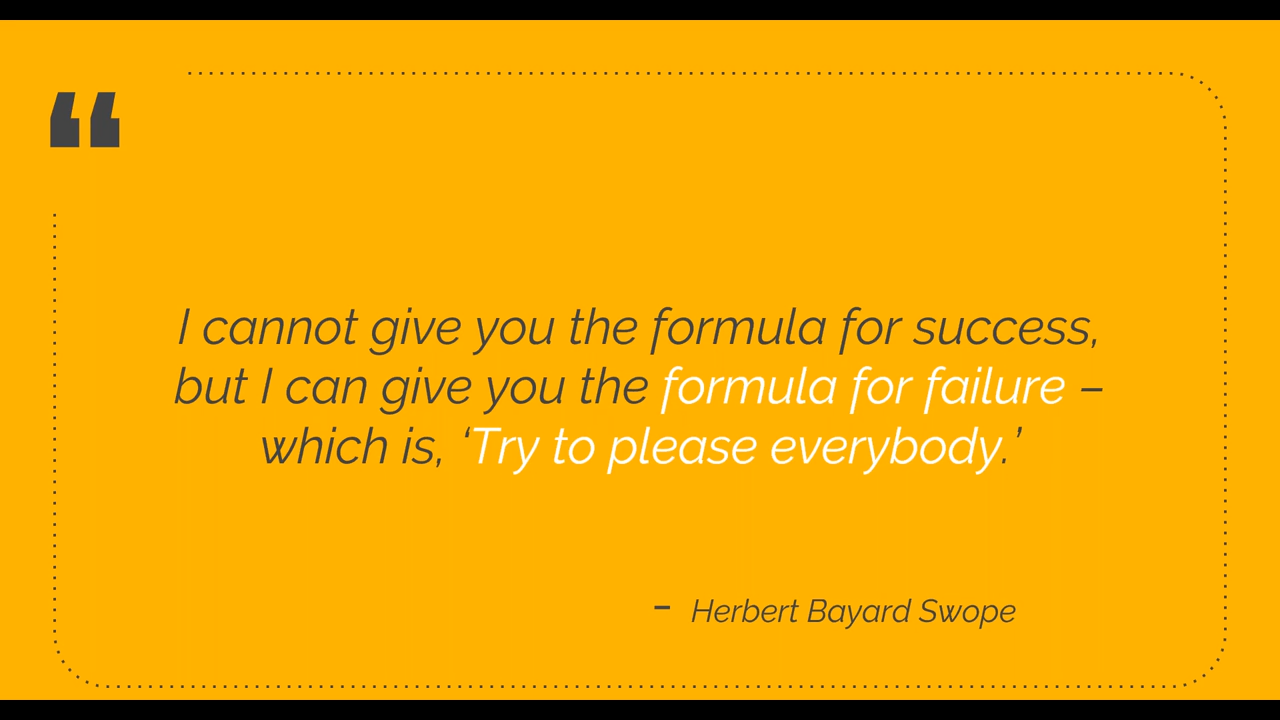 “
I cannot give you the formula for success,
but I can give you the formula for failure –
which is, ‘Try to please everybody.’
– Herbert Bayard Swope